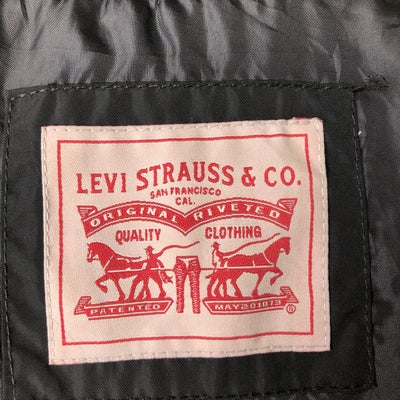 LEVI STRAUSS & CO.
SAN FRANCISCO
CAL.
ORIGINAL RIVETED
QUALITY CLOTHING
PATENTED MAY 20 1873